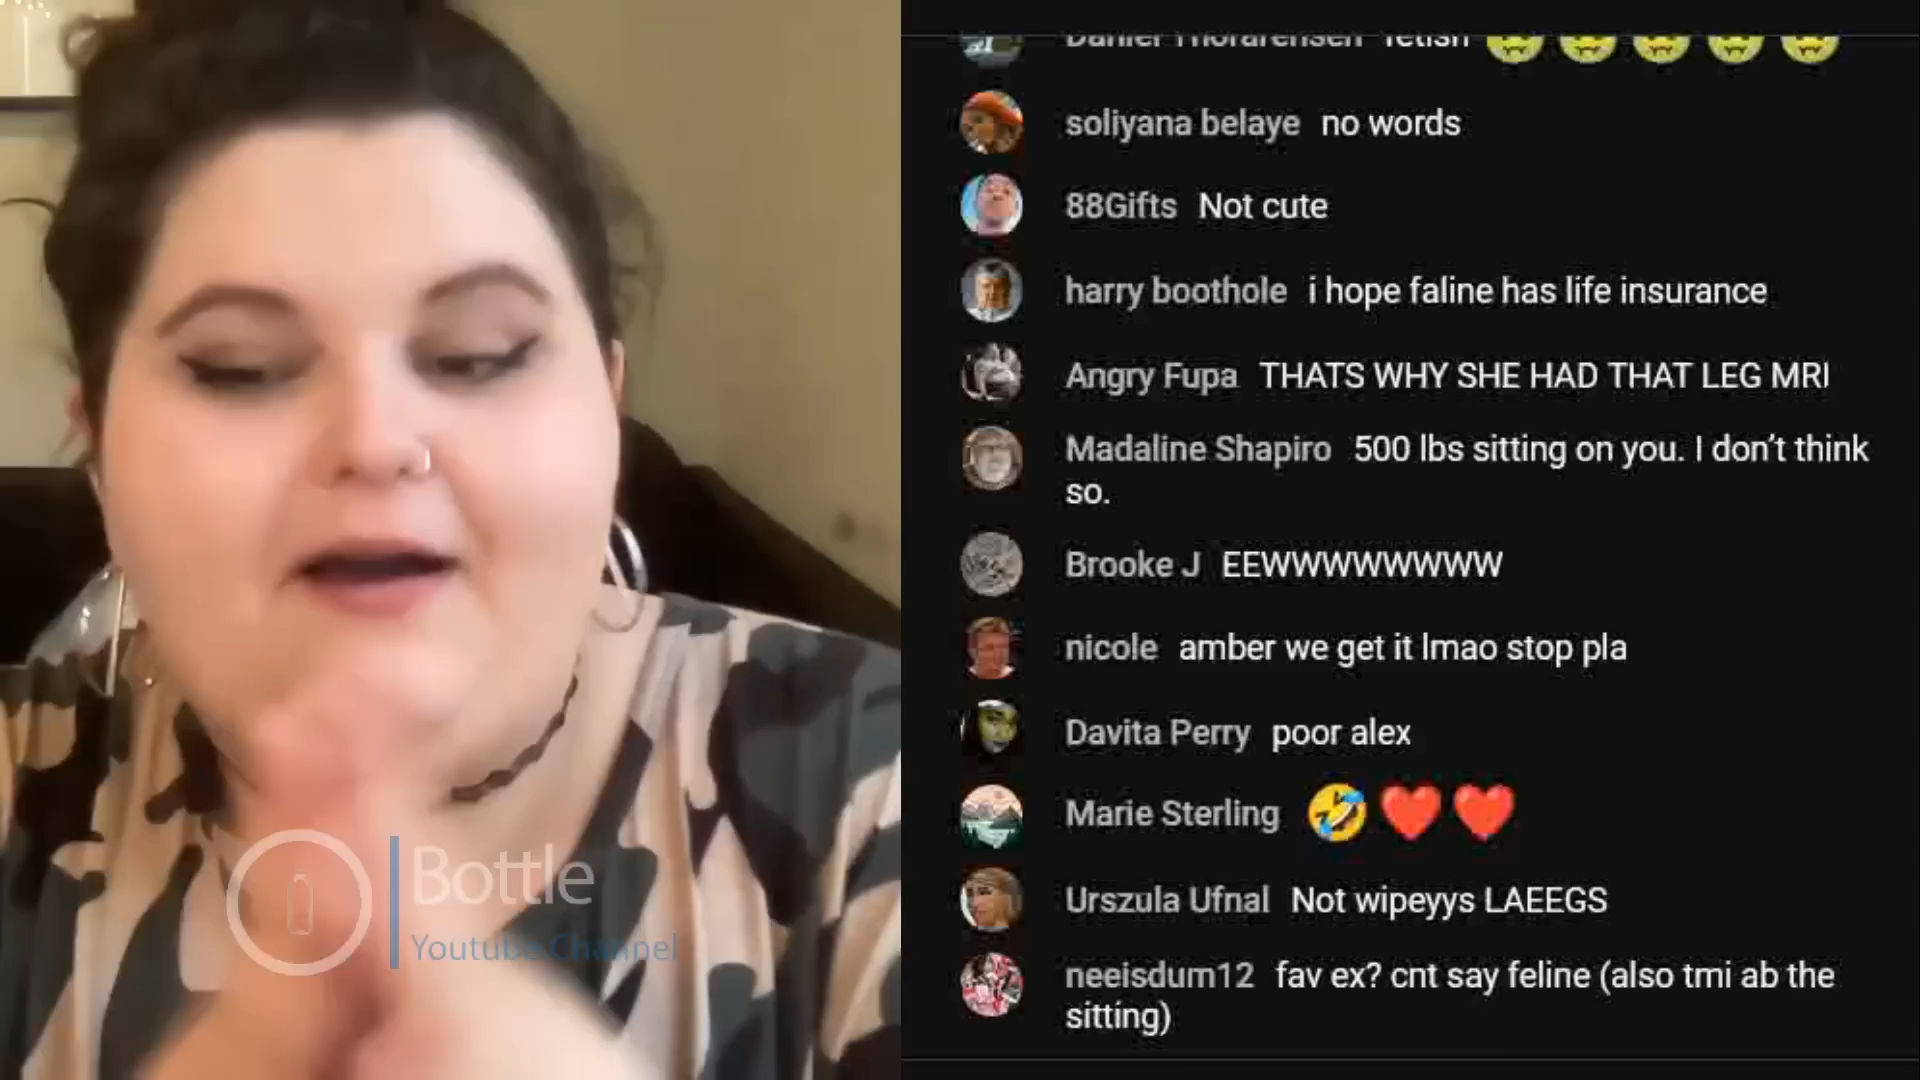 Bottle
Youtube Channel
Daniel Thorarensen fetish
soliyana belaye no words
88Gifts Not cute
harry boothole i hope faline has life insurance
Angry Fupa THATS WHY SHE HAD THAT LEG MRI
Madaline Shapiro 500 lbs sitting on you. I don’t think
so.
Brooke J EEWWWWWWWW
nicole amber we get it lmao stop pla
Davita Perry poor alex
Marie Sterling 🤣❤️❤️
Urszula Ufnal Not wipeyys LAEEGS
neeisdum12 fav ex? cnt say feline (also tmi ab the
sitting)